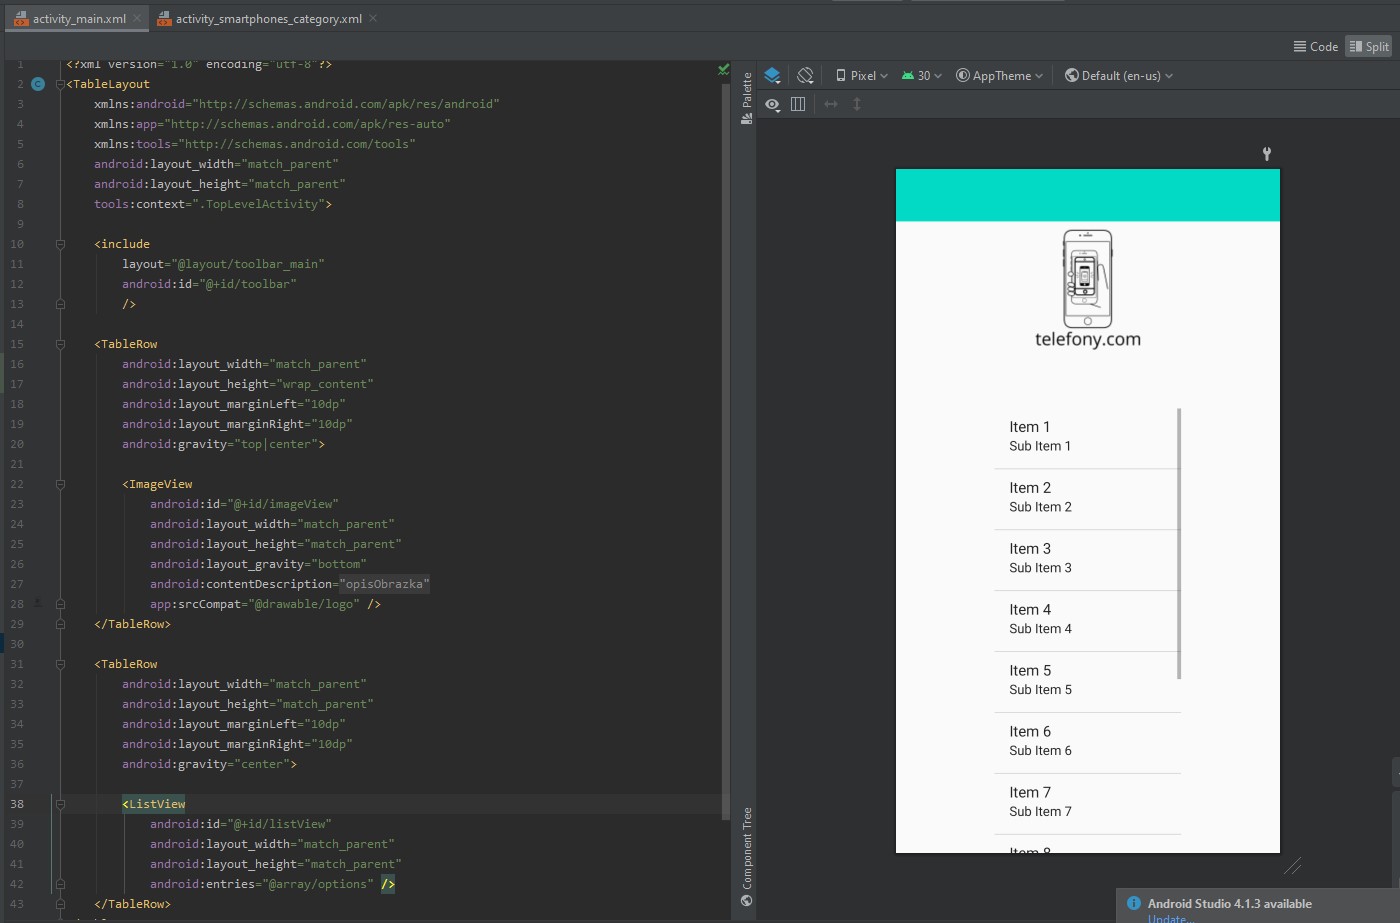 activity_main.xml
activity_smartphones_category.xml
Code
Split
1 <?xml version="1.0" encoding="utf-8"?>
2 <TableLayout
3 xmlns:android="http://schemas.android.com/apk/res/android"
4 xmlns:app="http://schemas.android.com/apk/res-auto"
5 xmlns:tools="http://schemas.android.com/tools"
6 android:layout_width="match_parent"
7 android:layout_height="match_parent"
8 tools:context=".TopLevelActivity">
9
10 <include
11 layout="@layout/toolbar_main"
12 android:id="@+id/toolbar"
13 />
14
15 <TableRow
16 android:layout_width="match_parent"
17 android:layout_height="wrap_content"
18 android:layout_marginLeft="10dp"
19 android:layout_marginRight="10dp"
20 android:gravity="top|center">
21
22 <ImageView
23 android:id="@+id/imageView"
24 android:layout_width="match_parent"
25 android:layout_height="match_parent"
26 android:layout_gravity="bottom"
27 android:contentDescription="opisObrazka"
28 app:srcCompat="@drawable/logo" />
29 </TableRow>
30
31 <TableRow
32 android:layout_width="match_parent"
33 android:layout_height="match_parent"
34 android:layout_marginLeft="10dp"
35 android:layout_marginRight="10dp"
36 android:gravity="center">
37
38 <ListView
39 android:id="@+id/listView"
40 android:layout_width="match_parent"
41 android:layout_height="match_parent"
42 android:entries="@array/options" />
43 </TableRow>
Palette
Component Tree
Pixel
30
AppTheme
Default (en-us)
telefony.com
Item 1
Sub Item 1
Item 2
Sub Item 2
Item 3
Sub Item 3
Item 4
Sub Item 4
Item 5
Sub Item 5
Item 6
Sub Item 6
Item 7
Sub Item 7
Item 8
Android Studio 4.1.3 available
Update...